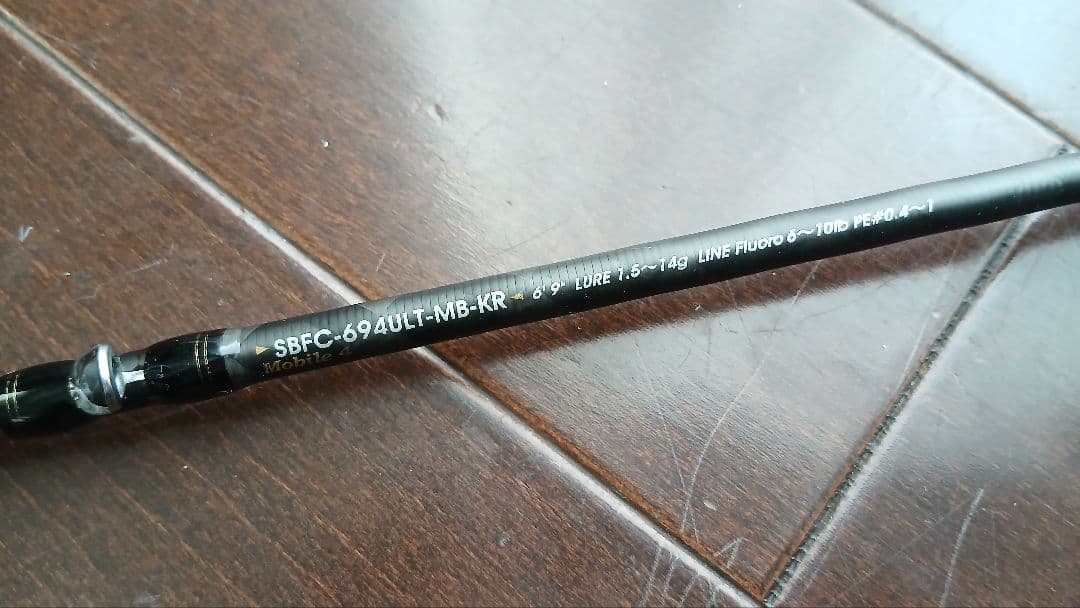 SBFC-694ULT-MB-KR 6'9" LURE 1.5～14g LINE Fluoro 6～10lb PE#0.4～1
Mobile 4